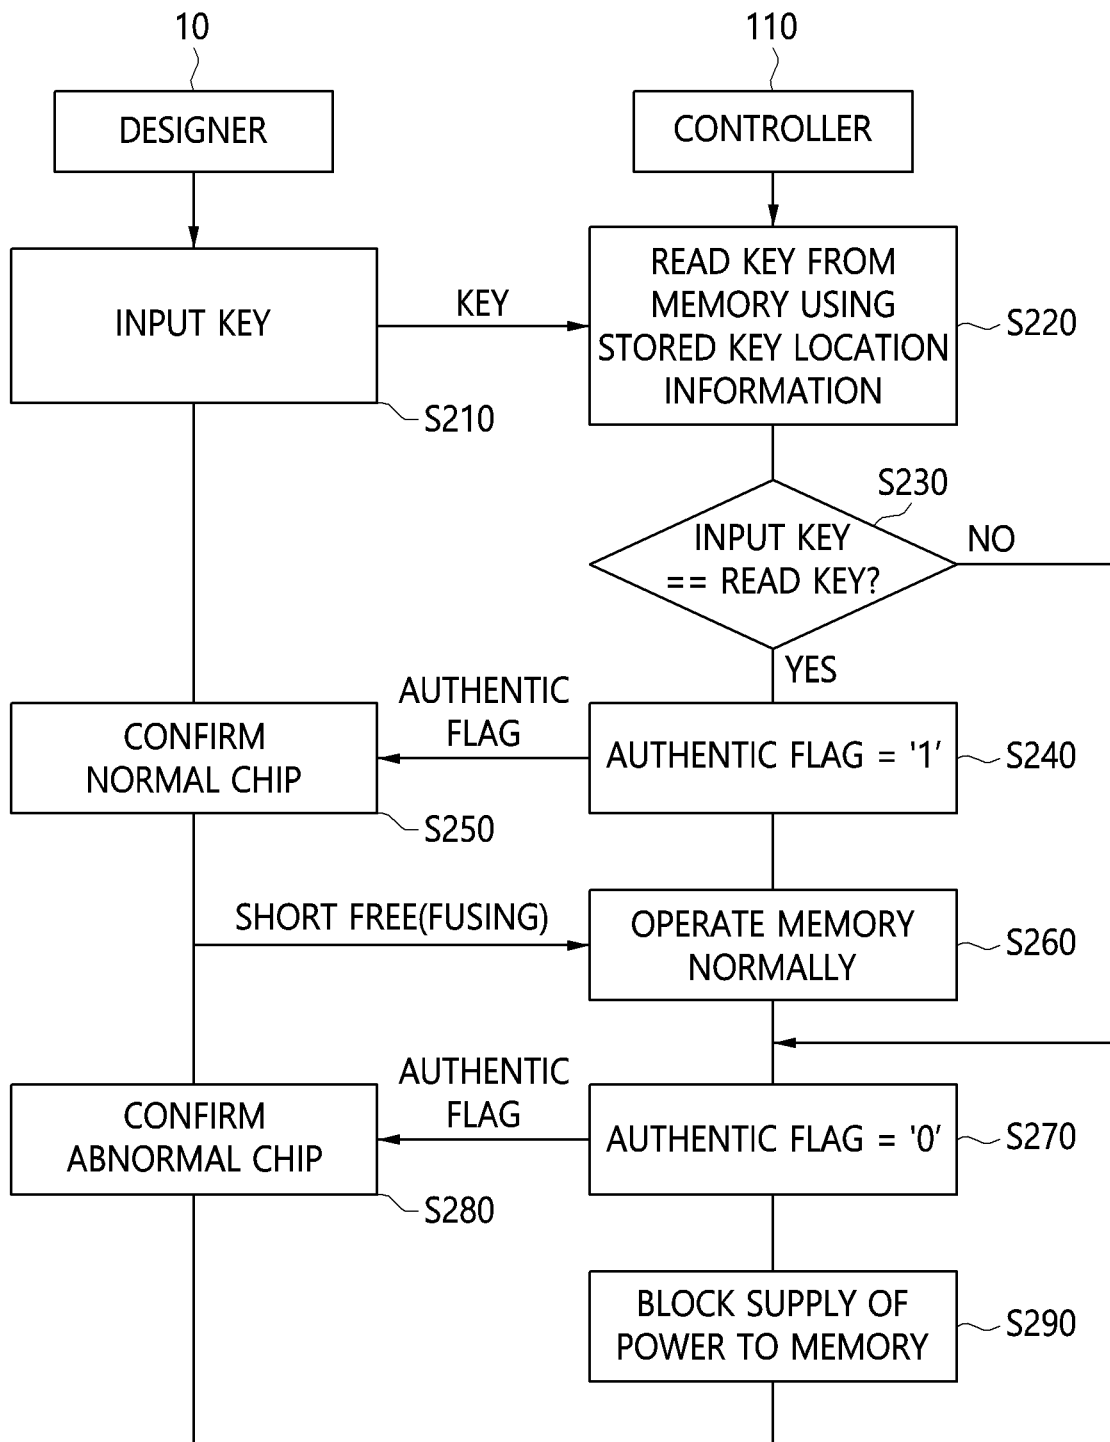 10
110
DESIGNER
CONTROLLER
INPUT KEY
KEY
READ KEY FROM
MEMORY USING
STORED KEY LOCATION
INFORMATION
S220
S210
S230
INPUT KEY
== READ KEY?
NO
YES
AUTHENTIC
FLAG
CONFIRM
NORMAL CHIP
AUTHENTIC FLAG = '1'
S240
S250
SHORT FREE(FUSING)
OPERATE MEMORY
NORMALLY
S260
AUTHENTIC
FLAG
CONFIRM
ABNORMAL CHIP
AUTHENTIC FLAG = '0'
S270
S280
BLOCK SUPPLY OF
POWER TO MEMORY
S290